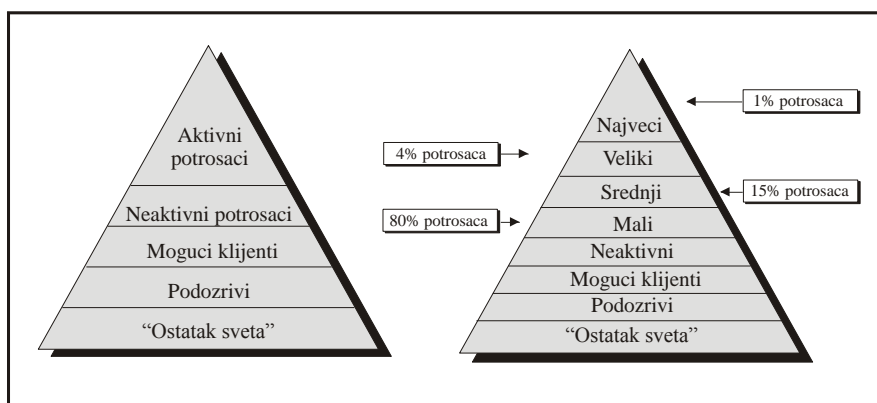 Aktivni
potrosaci
Neaktivni potrosaci
Moguci klijenti
Podozrivi
“Ostatak sveta”
1% potrosaca
Najveci
4% potrosaca
Veliki
Srednji
15% potrosaca
80% potrosaca
Mali
Neaktivni
Moguci klijenti
Podozrivi
“Ostatak sveta”